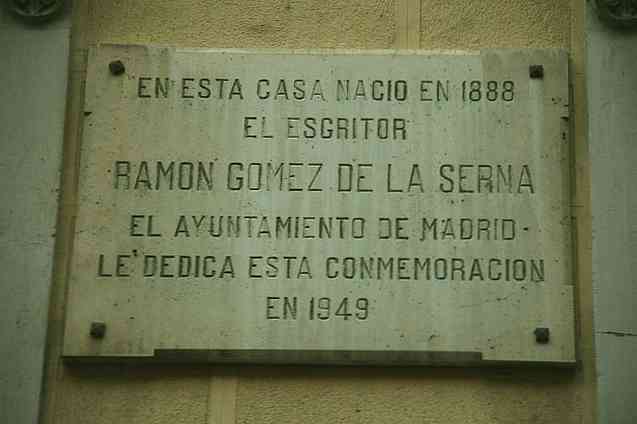 EN ESTA CASA NACIO EN 1888
EL ESCRITOR
RAMON GOMEZ DE LA SERNA
EL AYUNTAMIENTO DE MADRID
LE DEDICA ESTA CONMEMORACION
EN 1949